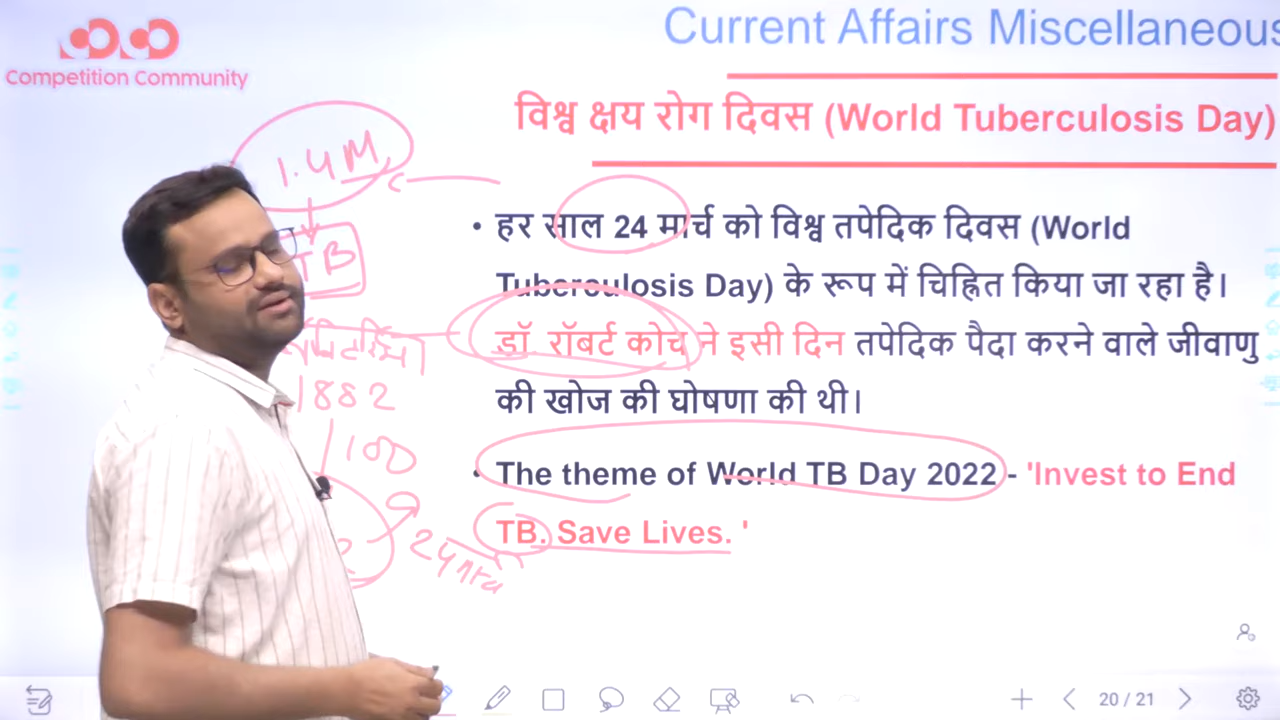 Current Affairs Miscellaneous
Competition Community
विश्व क्षय रोग दिवस (World Tuberculosis Day)
1.4M
TB
• हर साल 24 मार्च को विश्व तपेदिक दिवस (World
Tuberculosis Day) के रूप में चिह्नित किया जा रहा है।
डॉ. रॉबर्ट कोच ने इसी दिन तपेदिक पैदा करने वाले जीवाणु
की खोज की घोषणा की थी।
1882
100
• The theme of World TB Day 2022 - 'Invest to End
TB. Save Lives. '
24 मार्च
20 / 21